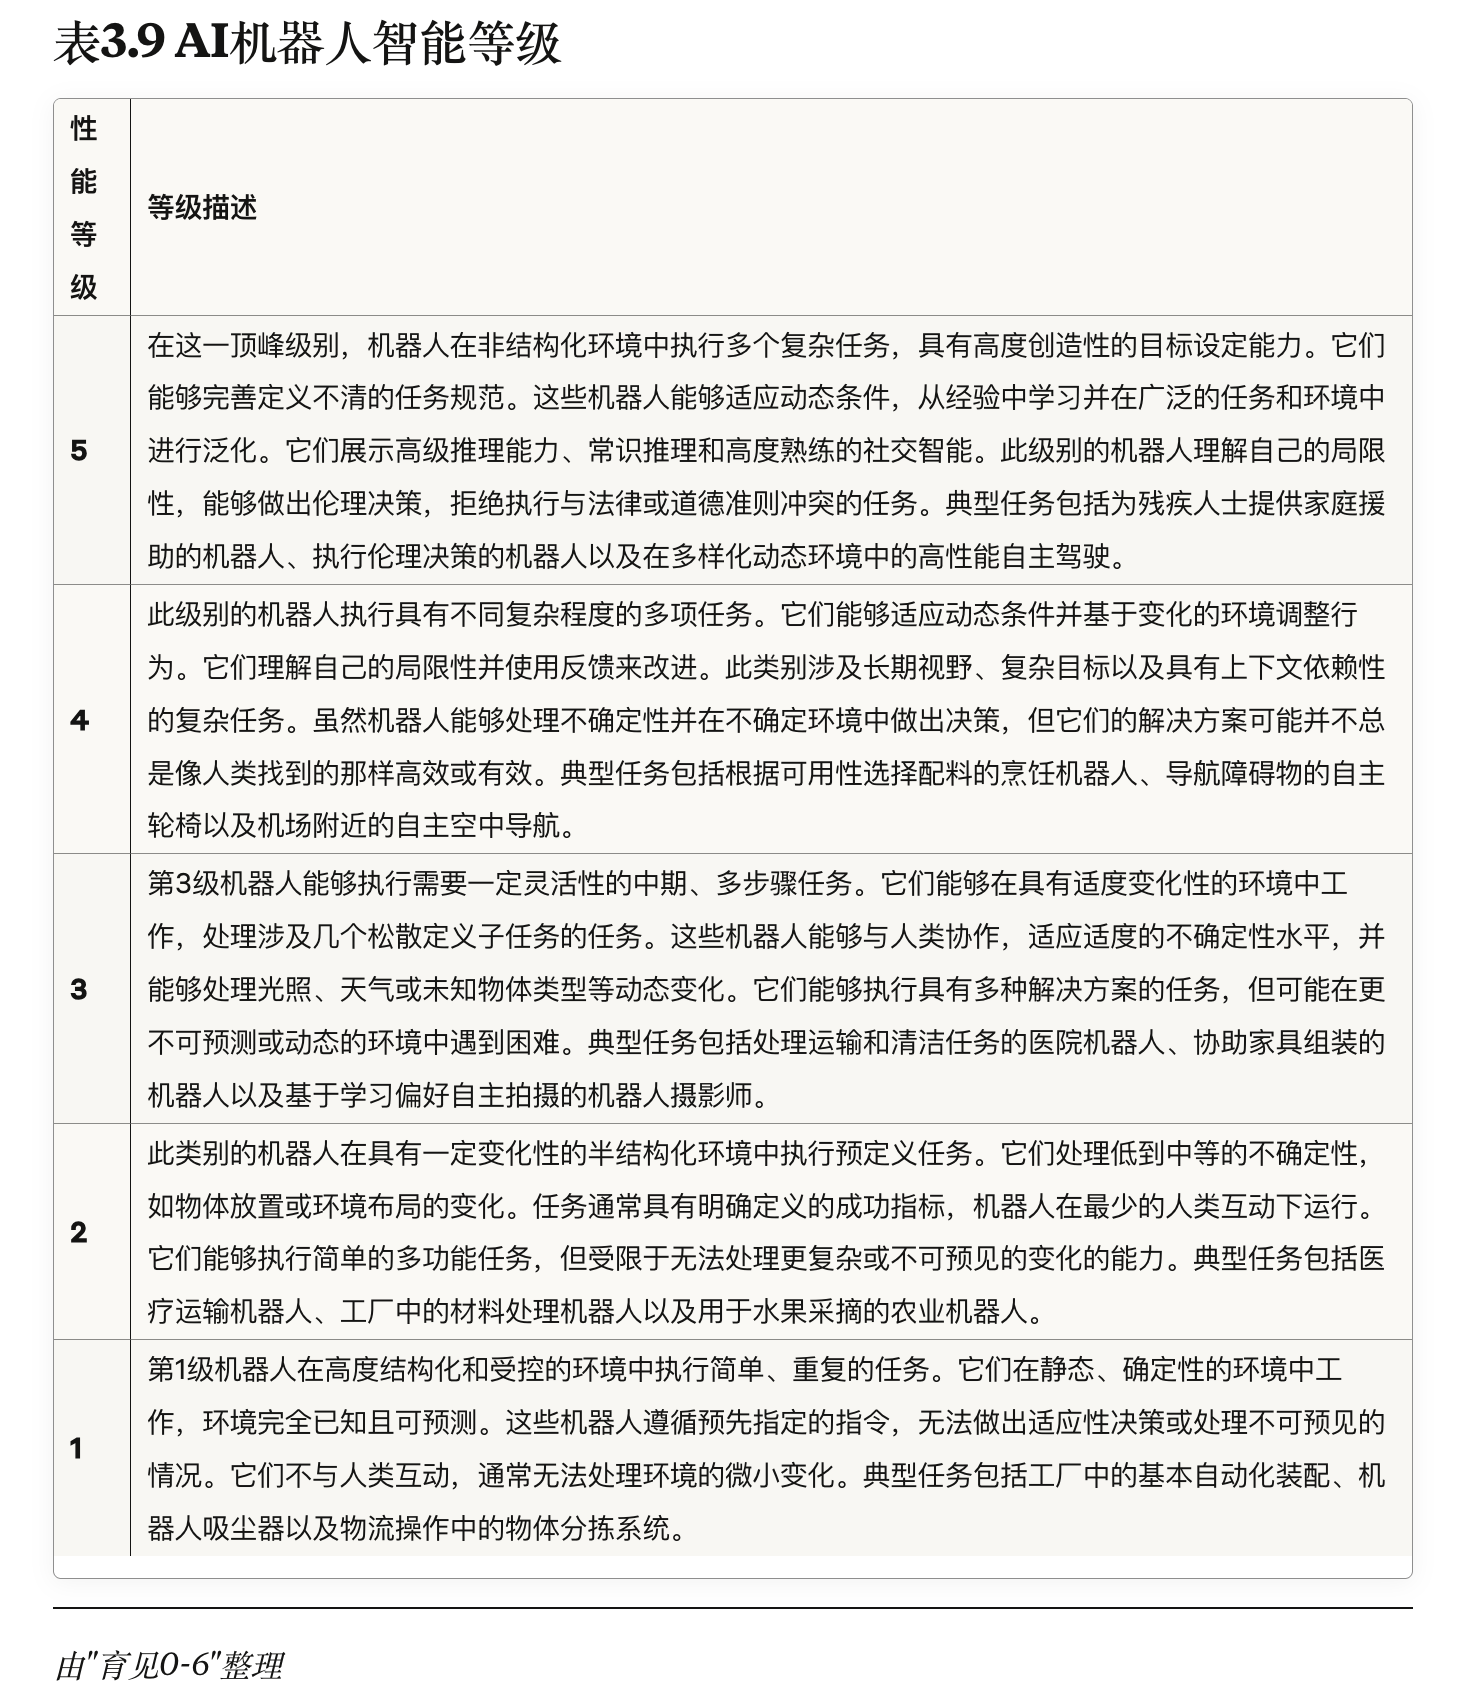 表3.9 AI机器人智能等级
性
能
等
级
等级描述
5
在这一顶峰级别，机器人在非结构化环境中执行多个复杂任务，具有高度创造性的目标设定能力。它们
能够完善定义不清的任务规范。这些机器人能够适应动态条件，从经验中学习并在广泛的任务和环境中
进行泛化。它们展示高级推理能力、常识推理和高度熟练的社交智能。此级别的机器人理解自己的局限
性，能够做出伦理决策，拒绝执行与法律或道德准则冲突的任务。典型任务包括为残疾人士提供家庭援
助的机器人、执行伦理决策的机器人以及在多样化动态环境中的高性能自主驾驶。
4
此级别的机器人执行具有不同复杂程度的多项任务。它们能够适应动态条件并基于变化的环境调整行
为。它们理解自己的局限性并使用反馈来改进。此类别涉及长期视野、复杂目标以及具有上下文依赖性
的复杂任务。虽然机器人能够处理不确定性并在不确定环境中做出决策，但它们的解决方案可能并不总
是像人类找到的那样高效或有效。典型任务包括根据可用性选择配料的烹饪机器人、导航障碍物的自主
轮椅以及机场附近的自主空中导航。
3
第3级机器人能够执行需要一定灵活性的中期、多步骤任务。它们能够在具有适度变化性的环境中工
作，处理涉及几个松散定义子任务的任务。这些机器人能够与人类协作，适应适度的不确定性水平，并
能够处理光照、天气或未知物体类型等动态变化。它们能够执行具有多种解决方案的任务，但可能在更
不可预测或动态的环境中遇到困难。典型任务包括处理运输和清洁任务的医院机器人、协助家具组装的
机器人以及基于学习偏好自主拍摄的机器人摄影师。
2
此类别的机器人在具有一定变化性的半结构化环境中执行预定义任务。它们处理低到中等的不确定性，
如物体放置或环境布局的变化。任务通常具有明确定义的成功指标，机器人在最少的人类互动下运行。
它们能够执行简单的多功能任务，但受限于无法处理更复杂或不可预见的变化的能力。典型任务包括医
疗运输机器人、工厂中的材料处理机器人以及用于水果采摘的农业机器人。
1
第1级机器人在高度结构化和受控的环境中执行简单、重复的任务。它们在静态、确定性的环境中工
作，环境完全已知且可预测。这些机器人遵循预先指定的指令，无法做出适应性决策或处理不可预见的
情况。它们不与人类互动，通常无法处理环境的微小变化。典型任务包括工厂中的基本自动化装配、机
器人吸尘器以及物流操作中的物体分拣系统。
由"育见0-6"整理